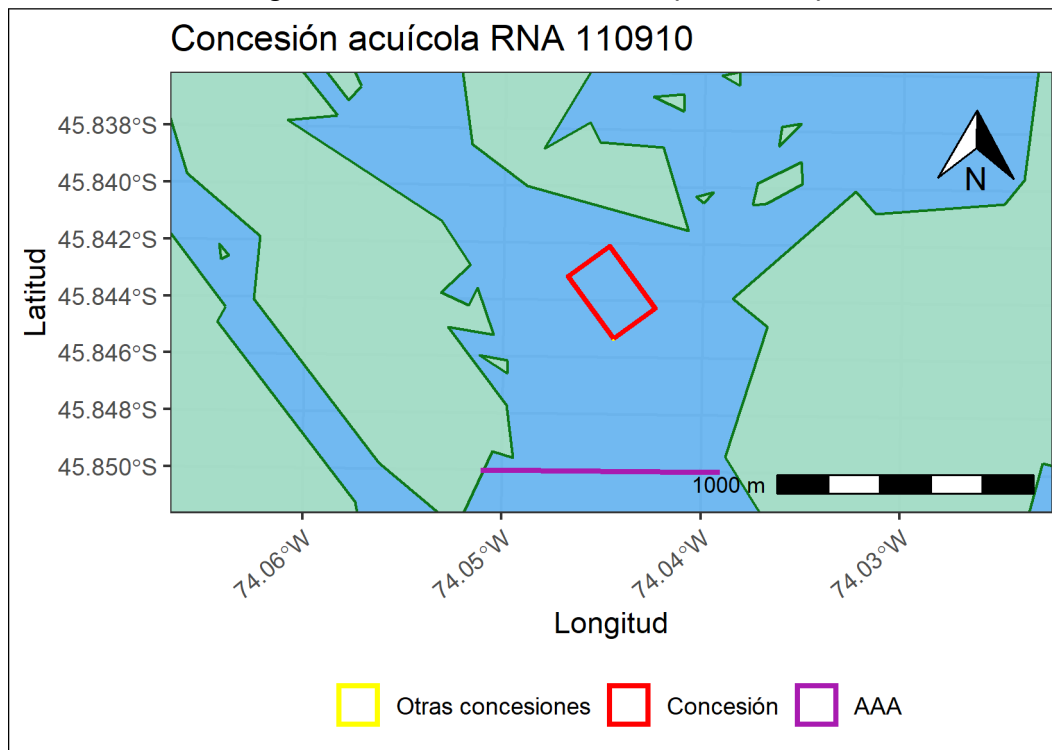 Concesión acuícola RNA 110910
45.838°S
45.840°S
45.842°S
45.844°S
45.846°S
45.848°S
45.850°S
Latitud
N
1000 m
74.06°W
74.05°W
74.04°W
74.03°W
Longitud
Otras concesiones
Concesión
AAA